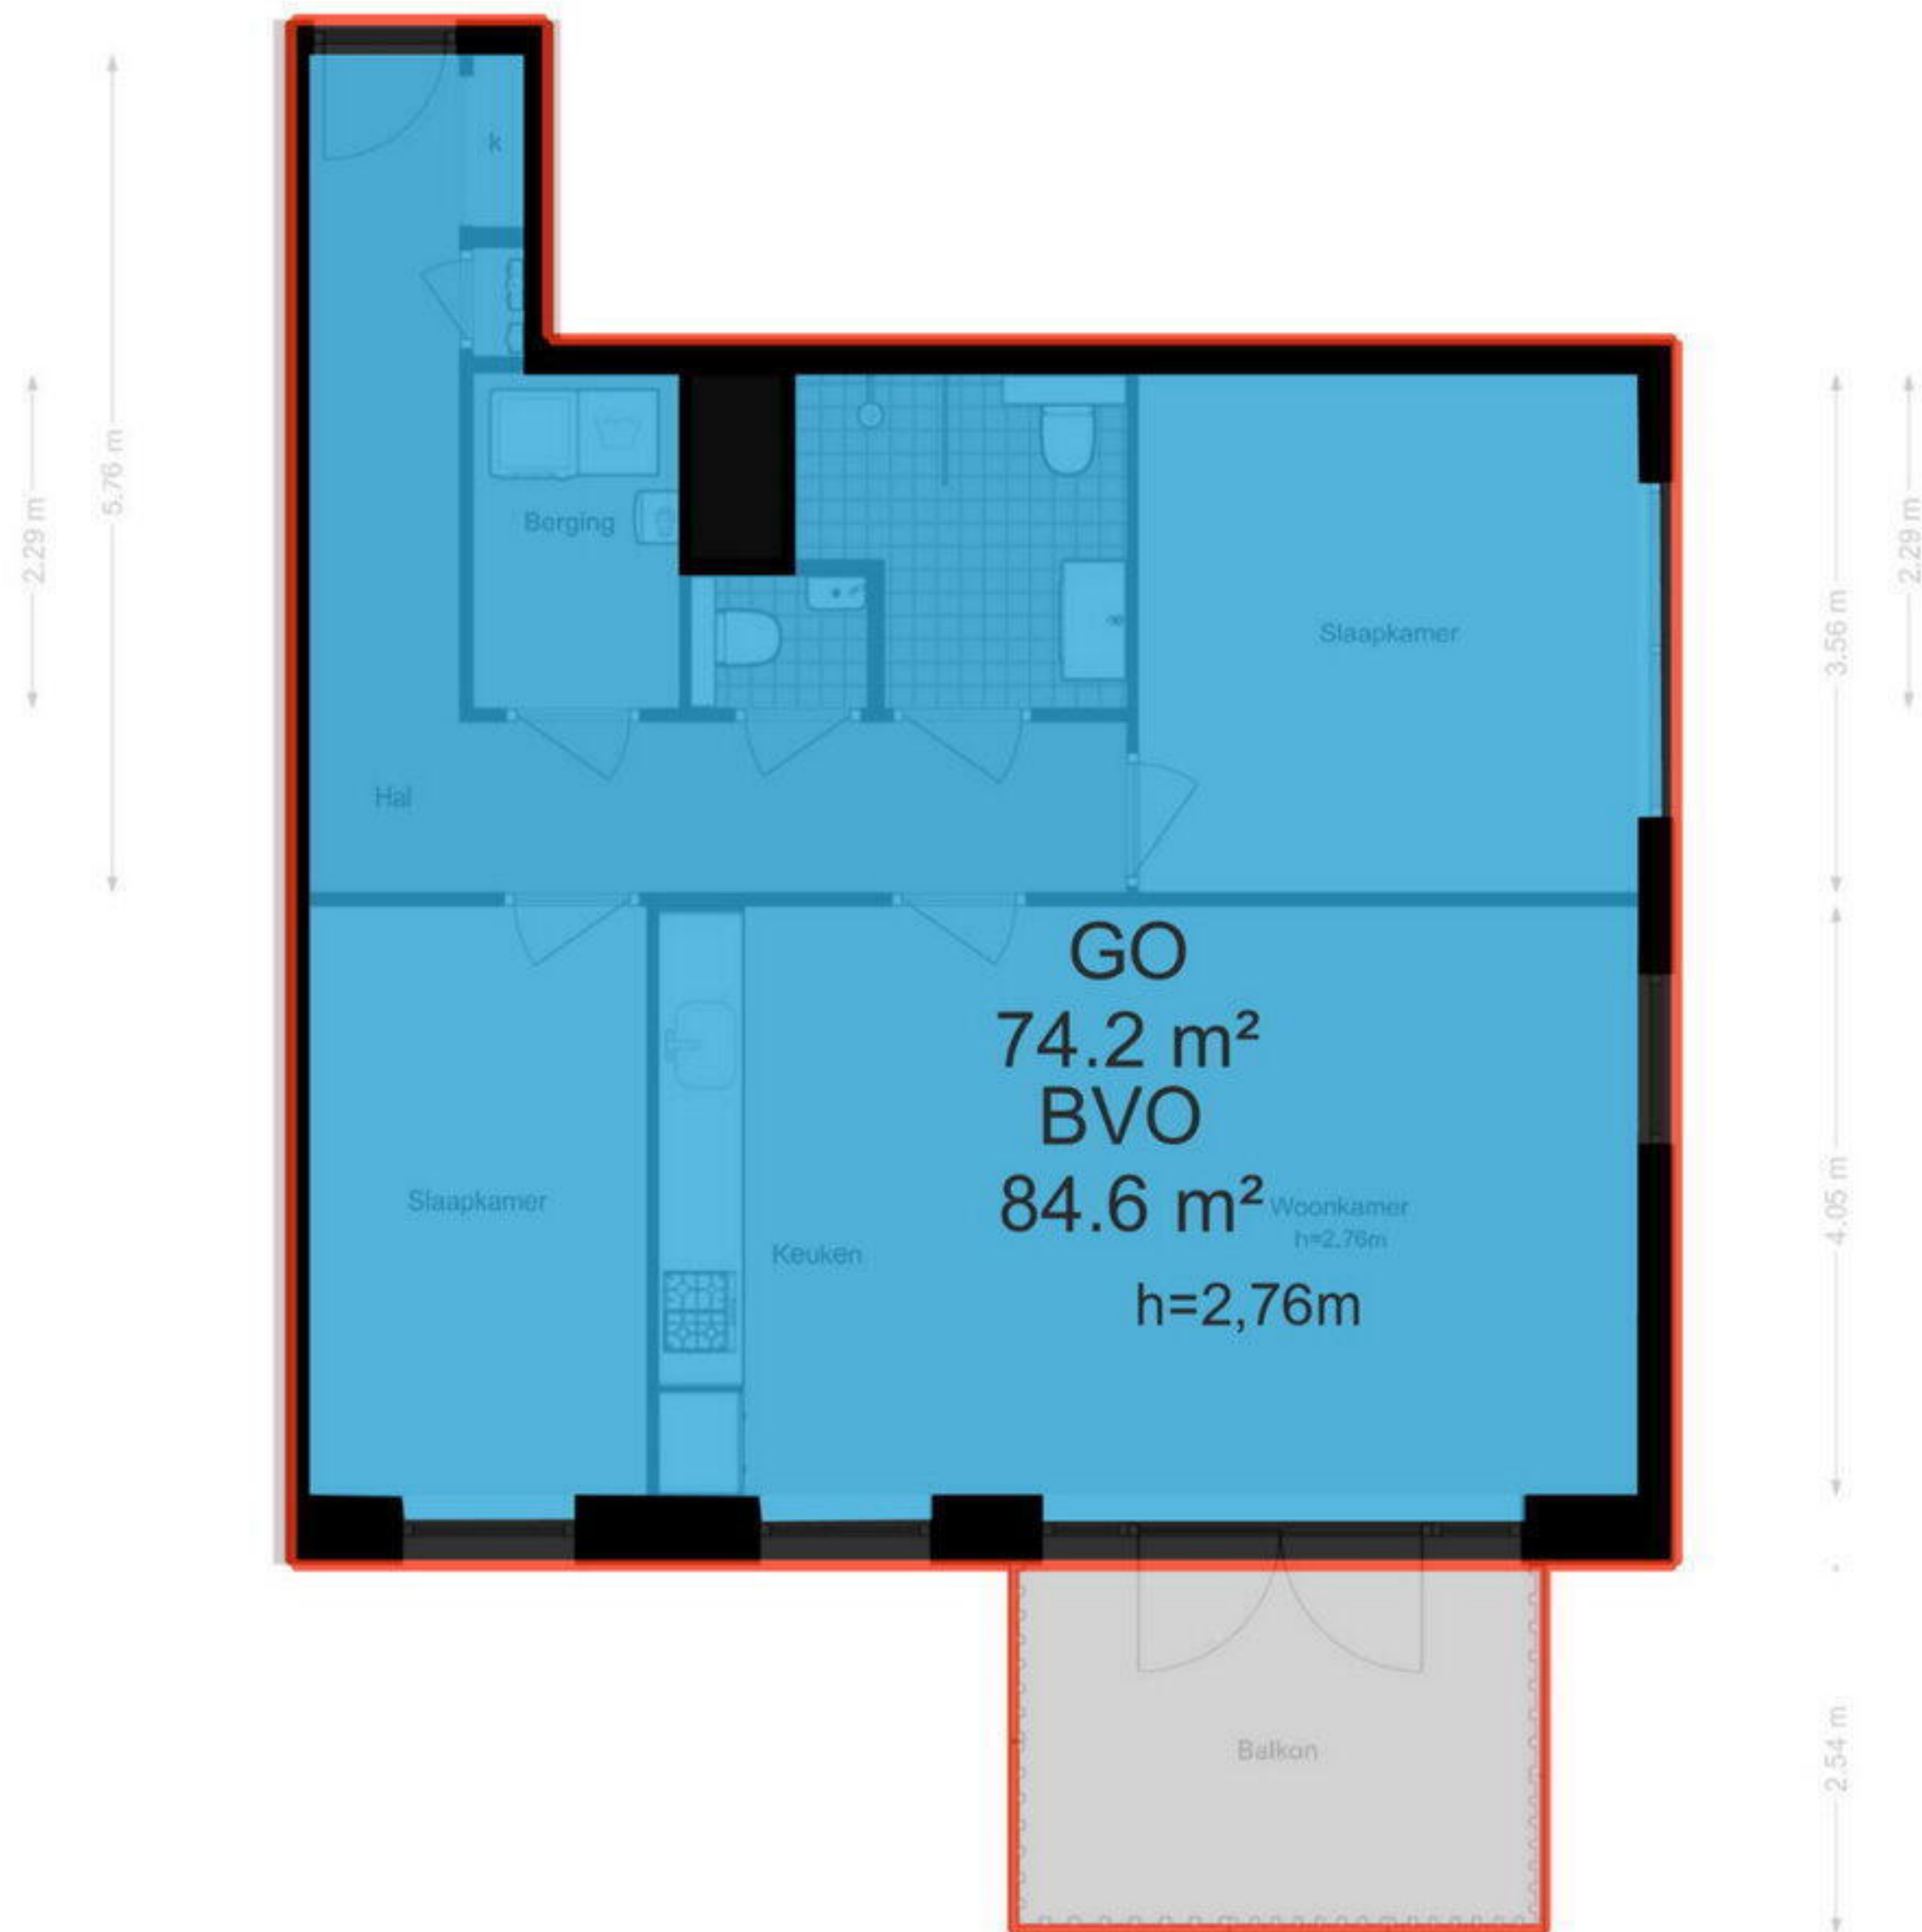 k
5.76 m
2.29 m
2.29 m
Berging
3.56 m
Slaapkamer
Hal
GO
74.2 m²
BVO
84.6 m²
Slaapkamer
Woonkamer
h=2.76m
4.05 m
Keuken
h=2,76m
Balkon
2.54 m